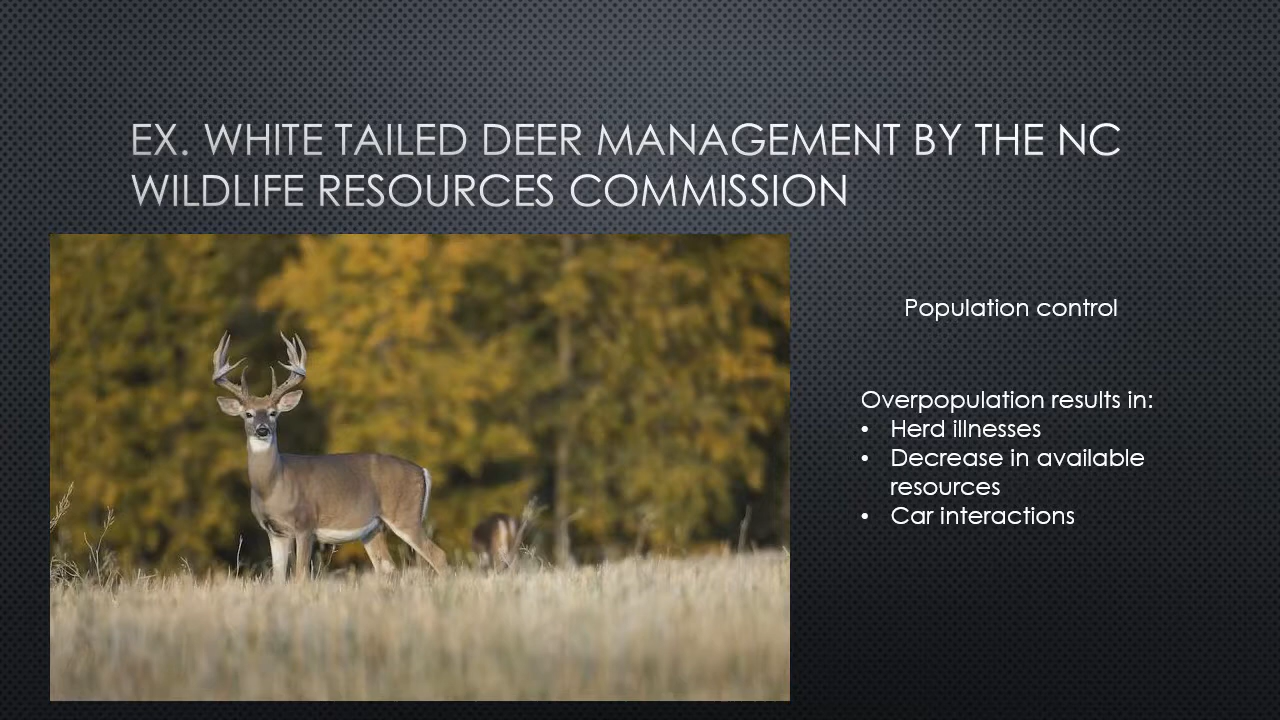 EX. WHITE TAILED DEER MANAGEMENT BY THE NC
WILDLIFE RESOURCES COMMISSION
Population control
Overpopulation results in:
• Herd illnesses
• Decrease in available
resources
• Car interactions